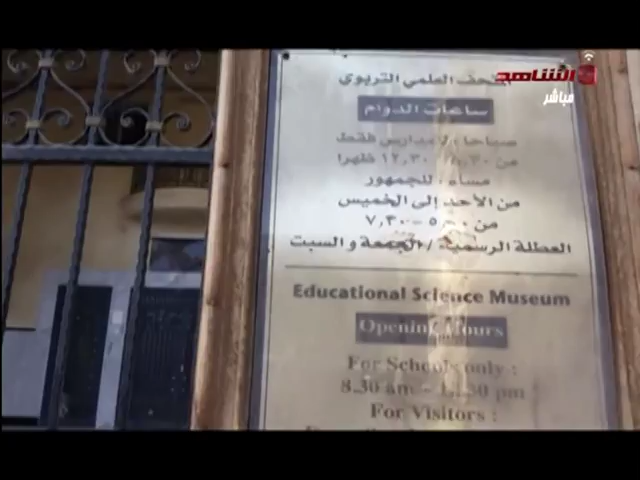 الشاهد
مباشر
المتحف العلمي التربوي
ساعات الدوام
صباحا: للمدارس فقط
من ٨,٣٠ - ١٢,٣٠ ظهرا
مساء: للجمهور
من الأحد إلى الخميس
من ٥,٠٠ - ٧,٣٠
العطلة الرسمية / الجمعة و السبت
Educational Science Museum
Opening Hours
For Schools only :
8.30 am - 12.30 pm
For Visitors :